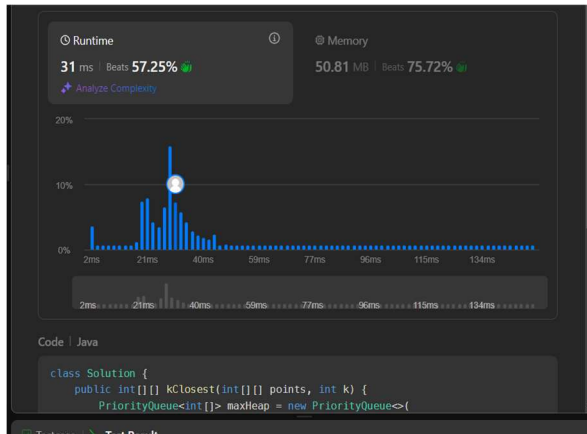 Runtime
Memory
31 ms | Beats 57.25%
50.81 MB | Beats 75.72%
Analyze Complexity
20%
10%
0%
2ms 21ms 40ms 59ms 77ms 96ms 115ms 134ms
2ms 21ms 40ms 59ms 77ms 96ms 115ms 134ms
Code | Java
class Solution {
public int[][] kClosest(int[][] points, int k) {
PriorityQueue<int[]> maxHeap = new PriorityQueue<>(